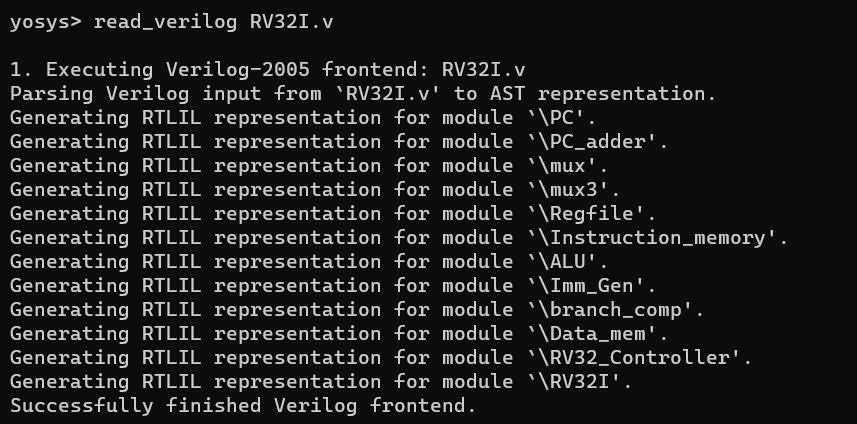 yosys> read_verilog RV32I.v
1. Executing Verilog-2005 frontend: RV32I.v
Parsing Verilog input from `RV32I.v' to AST representation.
Generating RTLIL representation for module `\PC'.
Generating RTLIL representation for module `\PC_adder'.
Generating RTLIL representation for module `\mux'.
Generating RTLIL representation for module `\mux3'.
Generating RTLIL representation for module `\Regfile'.
Generating RTLIL representation for module `\Instruction_memory'.
Generating RTLIL representation for module `\ALU'.
Generating RTLIL representation for module `\Imm_Gen'.
Generating RTLIL representation for module `\branch_comp'.
Generating RTLIL representation for module `\Data_mem'.
Generating RTLIL representation for module `\RV32_Controller'.
Generating RTLIL representation for module `\RV32I'.
Successfully finished Verilog frontend.